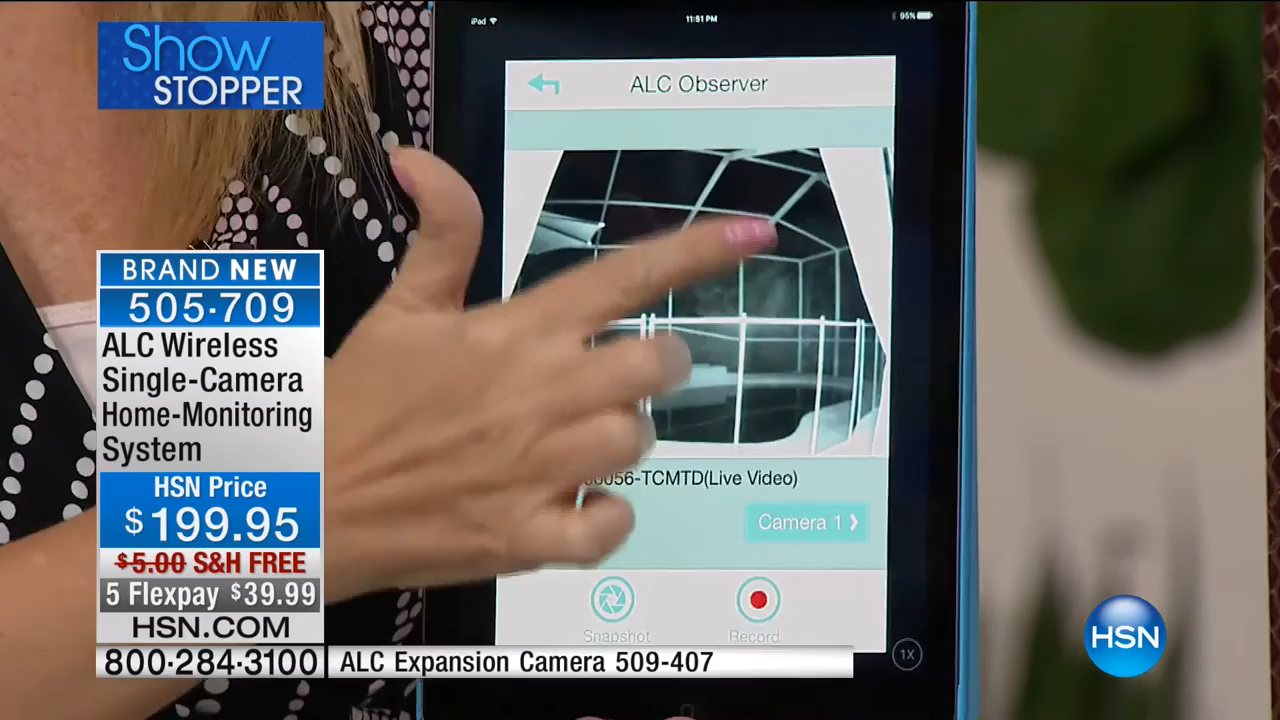 Show
STOPPER
BRAND NEW
505-709
ALC Wireless
Single-Camera
Home-Monitoring
System
HSN Price
$199.95
$5.00 S&H FREE
5 Flexpay $39.99
HSN.COM
800·284·3100
ALC Expansion Camera 509-407
iPad
11:51 PM
95%
ALC Observer
0056-TCMTD(Live Video)
Camera 1
Snapshot
Record
1X
HSN